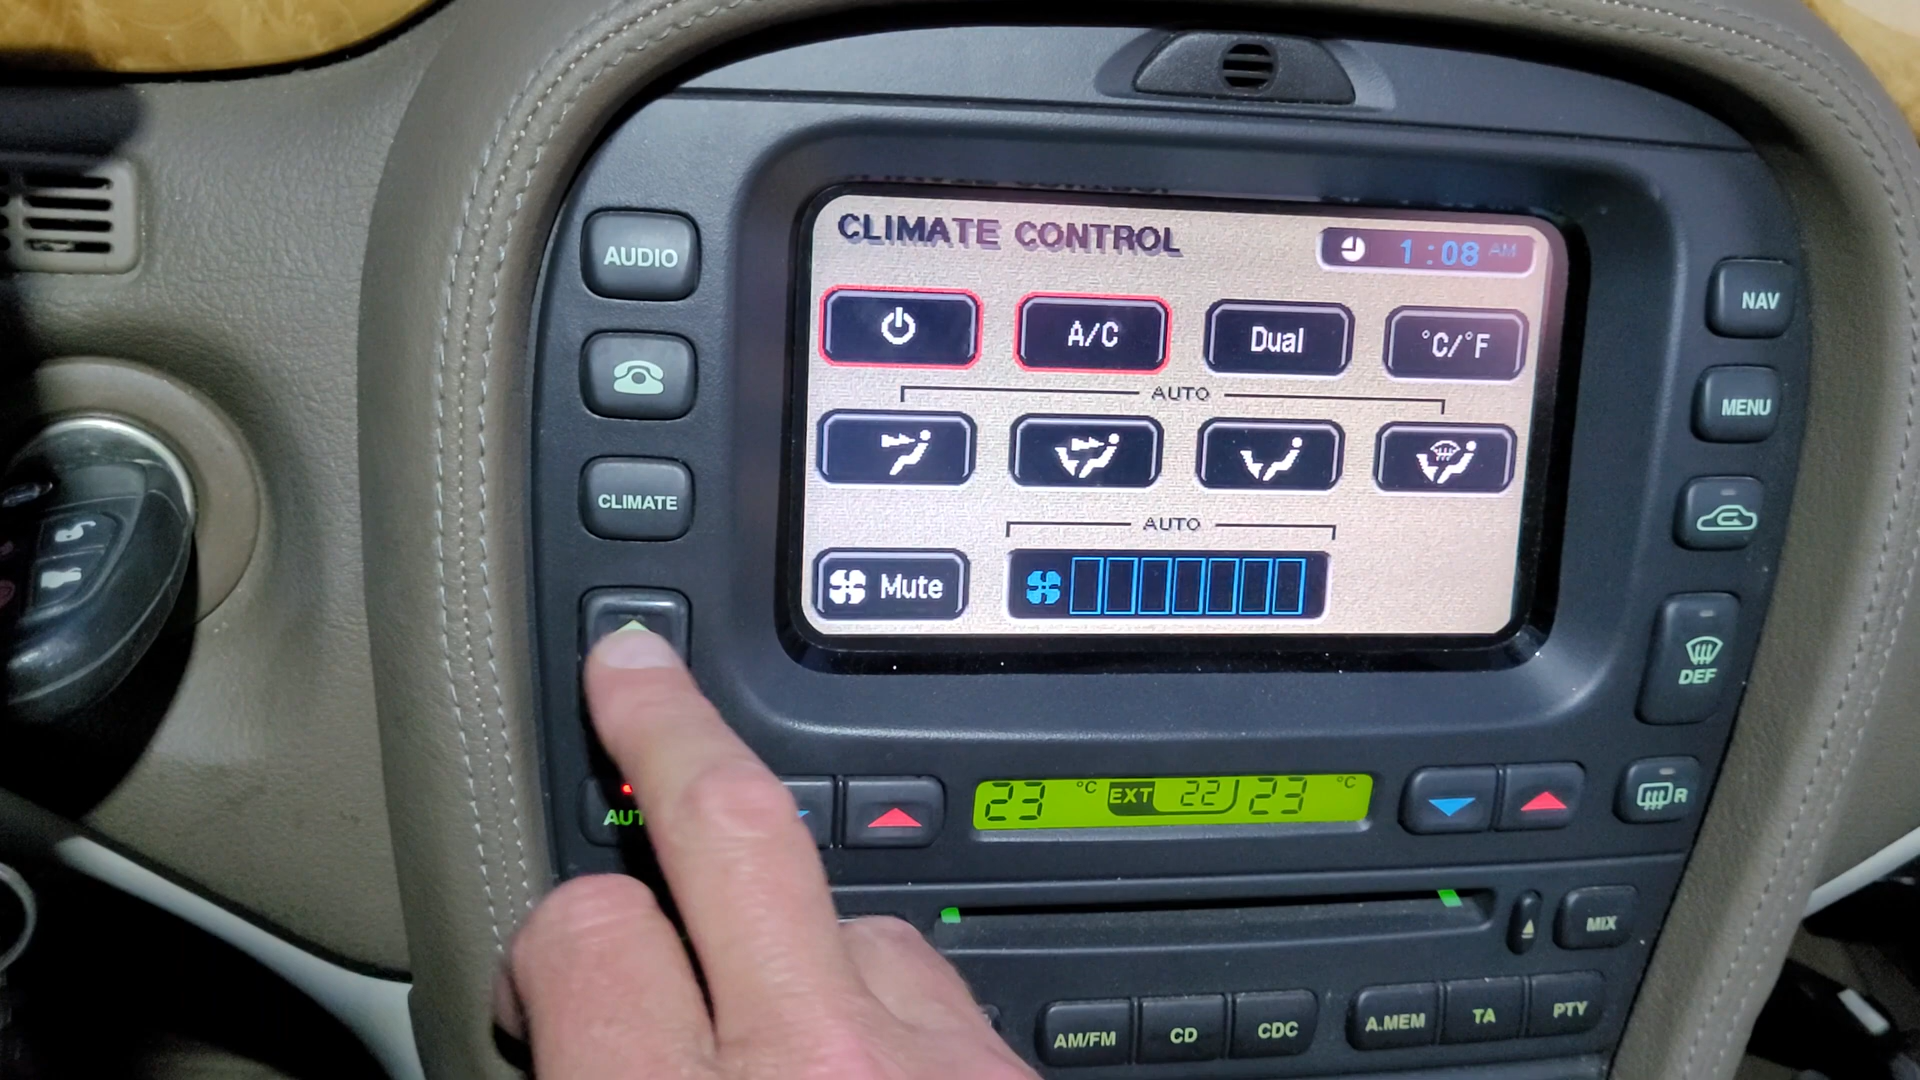 CLIMATE CONTROL
1:08 AM
AUDIO
NAV
A/C
Dual
°C/°F
AUTO
MENU
CLIMATE
AUTO
Mute
DEF
23 °C EXT 22 23 °C
R
MIX
AM/FM
CD
CDC
A.MEM
TA
PTY